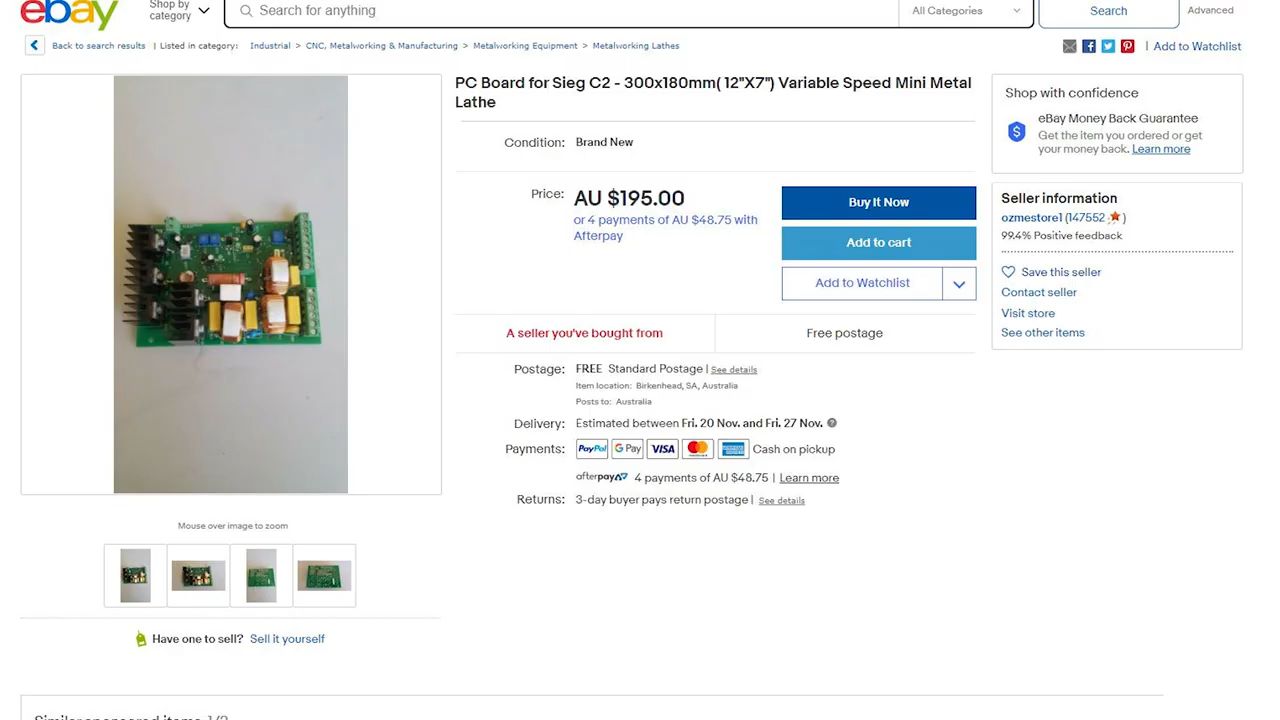 ebay
Shop by
category
Search for anything
All Categories
Search
Advanced
Back to search results | Listed in category: Industrial > CNC, Metalworking & Manufacturing > Metalworking Equipment > Metalworking Lathes
| Add to Watchlist
PC Board for Sieg C2 - 300x180mm( 12"X7") Variable Speed Mini Metal
Lathe
Condition: Brand New
Price: AU $195.00
or 4 payments of AU $48.75 with
Afterpay
Buy It Now
Add to cart
Add to Watchlist
A seller you've bought from
Free postage
Postage: FREE Standard Postage | See details
Item location: Birkenhead, SA, Australia
Posts to: Australia
Delivery: Estimated between Fri. 20 Nov. and Fri. 27 Nov.
Payments: PayPal G Pay VISA Cash on pickup
afterpay 4 payments of AU $48.75 | Learn more
Returns: 3-day buyer pays return postage | See details
Shop with confidence
eBay Money Back Guarantee
Get the item you ordered or get
your money back. Learn more
Seller information
ozmestore1 (147552 )
99.4% Positive feedback
Save this seller
Contact seller
Visit store
See other items
Mouse over image to zoom
Have one to sell? Sell it yourself
Similar sponsored items 1/2